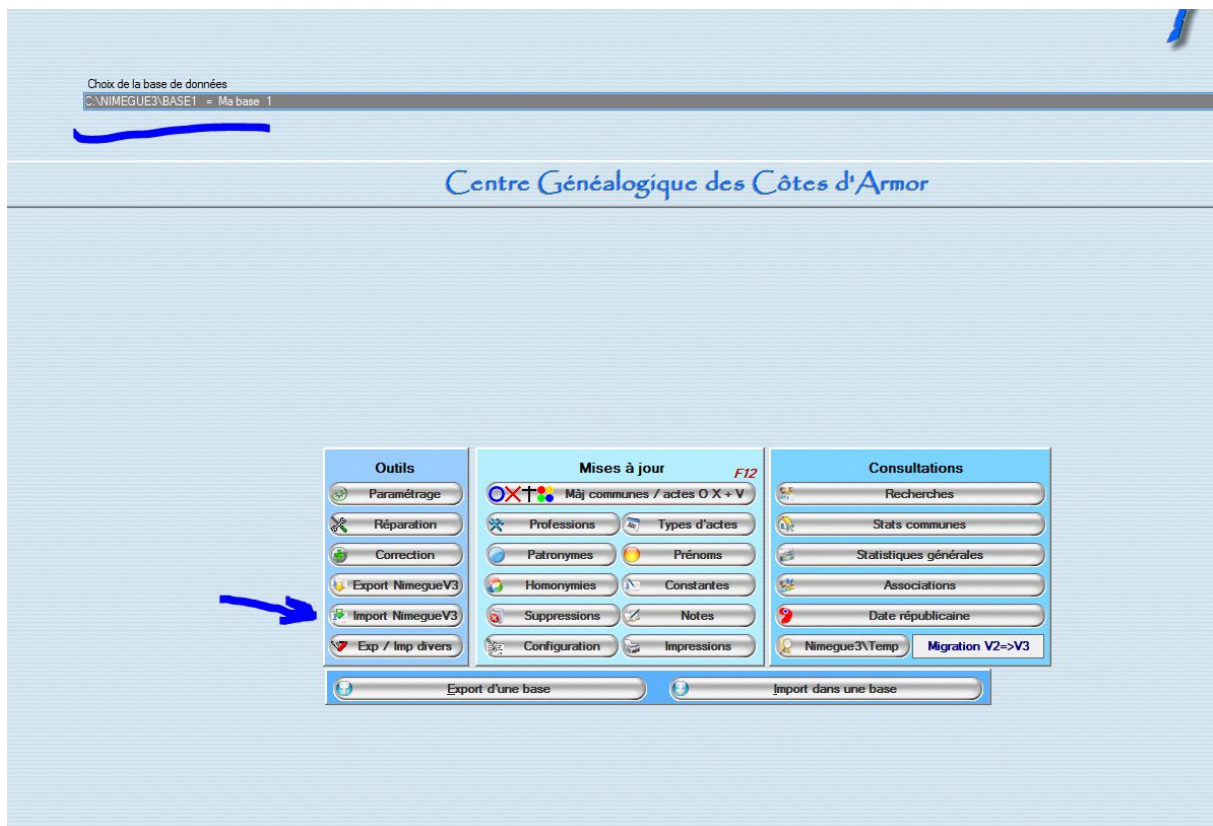 Choix de la base de données
C:\NIMEGUE3\BASE1 = Ma base 1
Centre Généalogique des Côtes d'Armor
Outils
Paramétrage
Réparation
Correction
Export NimegueV3
Import NimegueV3
Exp / Imp divers
Mises à jour F12
Màj communes / actes O X + V
Professions Types d'actes
Patronymes Prénoms
Homonymies Constantes
Suppressions Notes
Configuration Impressions
Consultations
Recherches
Stats communes
Statistiques générales
Associations
Date républicaine
Nimegue3\Temp Migration V2=>V3
Export d'une base Import dans une base